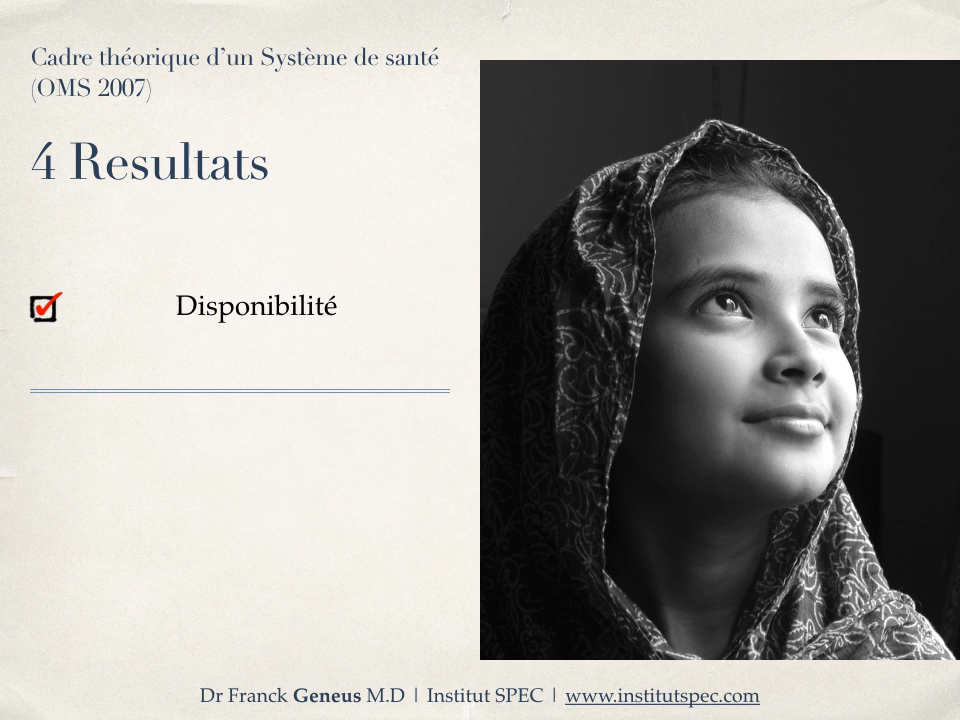 Cadre théorique d’un Système de santé
(OMS 2007)
4 Resultats
Disponibilité
Dr Franck Geneus M.D | Institut SPEC | www.institutspec.com